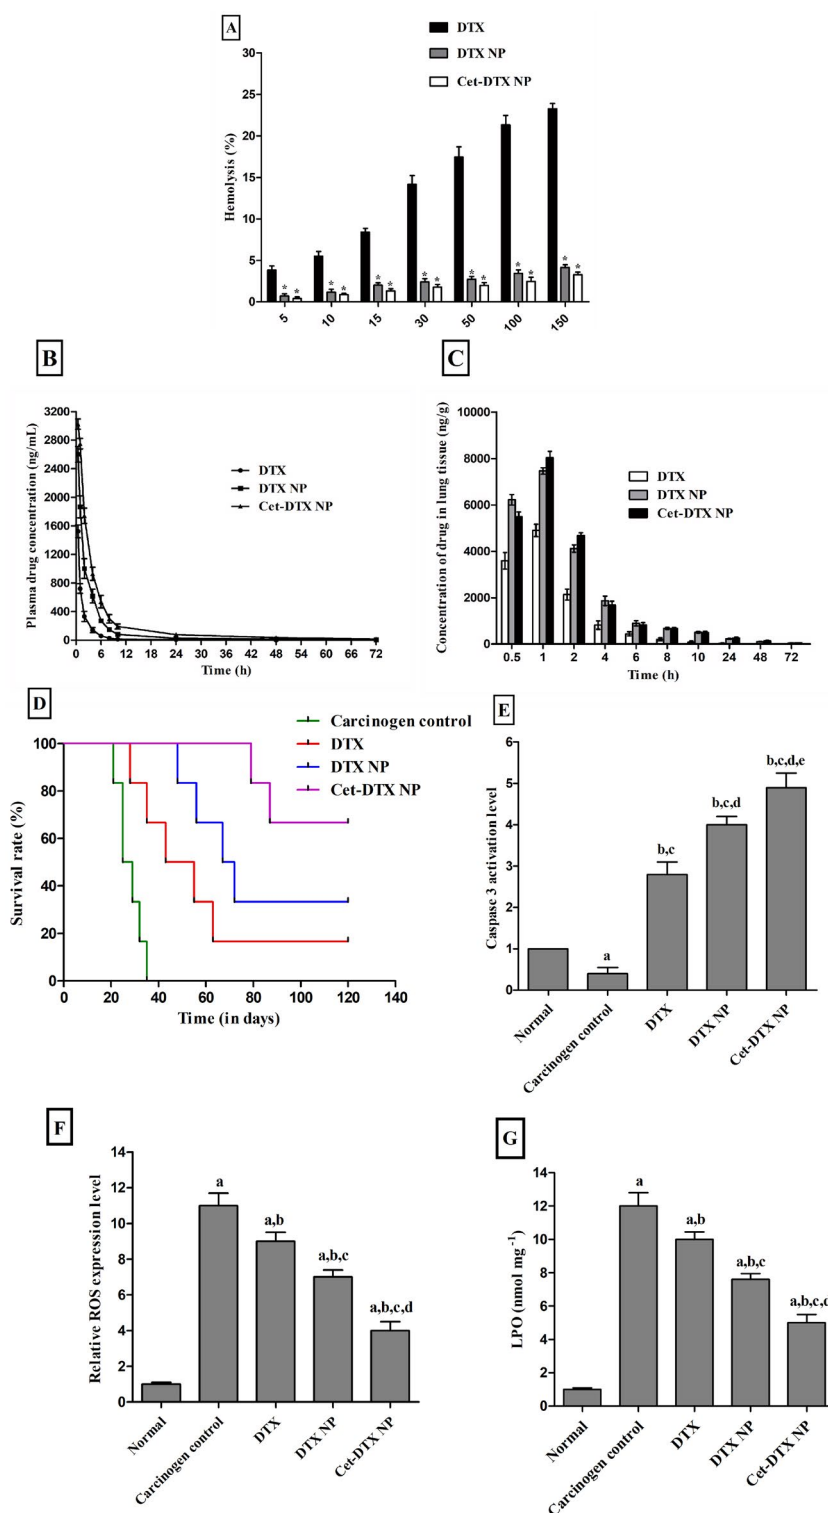 A
DTX
DTX NP
Cet-DTX NP
Hemolysis (%)
30
25
20
15
10
5
0
5 10 15 30 50 100 150
* * * * * * * * * * * * * *
B
Plasma drug concentration (ng/mL)
3200
2800
2400
2000
1600
1200
800
400
0
DTX
DTX NP
Cet-DTX NP
0 6 12 18 24 30 36 42 48 54 60 66 72
Time (h)
C
Concentration of drug in lung tissue (ng/g)
10000
8000
6000
4000
2000
0
DTX
DTX NP
Cet-DTX NP
0.5 1 2 4 6 8 10 24 48 72
Time (h)
D
Carcinogen control
DTX
DTX NP
Cet-DTX NP
Survival rate (%)
100
80
60
40
20
0
0 20 40 60 80 100 120 140
Time (in days)
E
Caspase 3 activation level
6
5
4
3
2
1
0
a
b,c
b,c,d
b,c,d,e
Normal
Carcinogen control
DTX
DTX NP
Cet-DTX NP
F
Relative ROS expression level
14
12
10
8
6
4
2
0
a
a,b
a,b,c
a,b,c,d
Normal
Carcinogen control
DTX
DTX NP
Cet-DTX NP
G
LPO (nmol mg⁻¹)
14
12
10
8
6
4
2
0
a
a,b
a,b,c
a,b,c,d
Normal
Carcinogen control
DTX
DTX NP
Cet-DTX NP